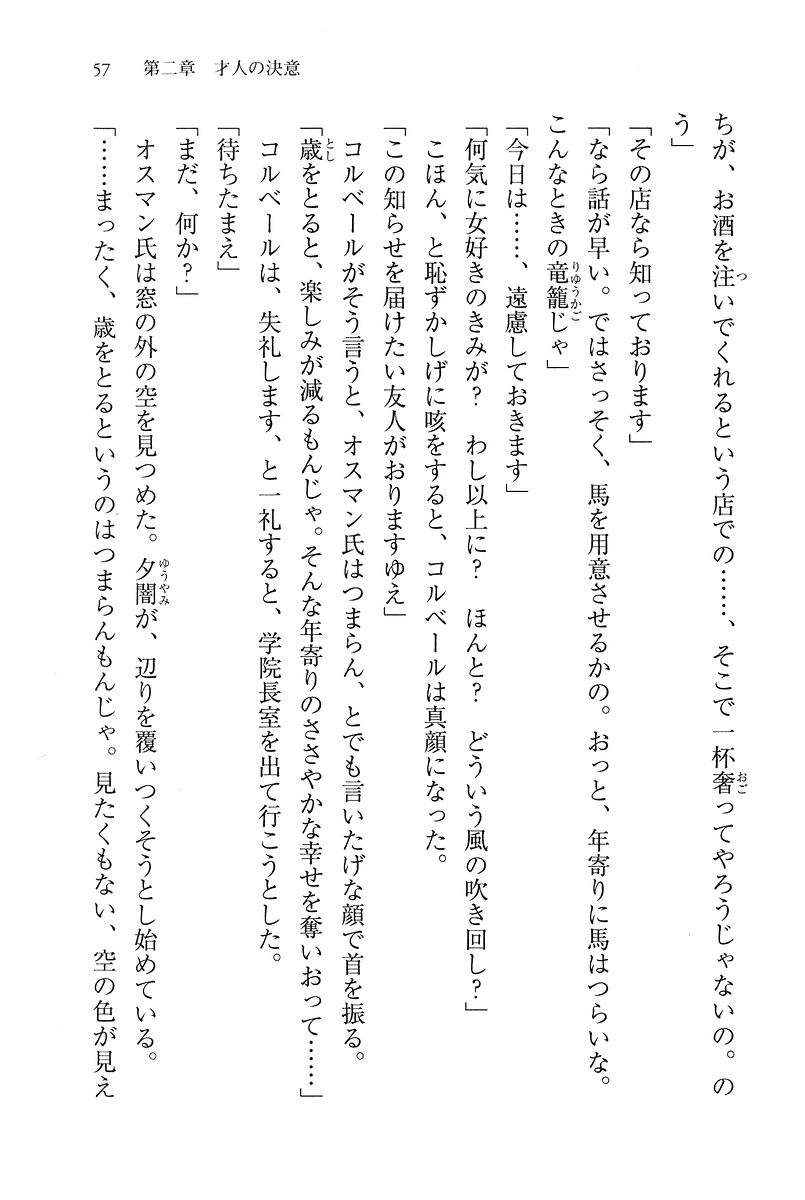 57　第二章　才人の決意
ちが、お酒を注いでくれるという店での……、そこで一杯奢ってやろうじゃないの。の
う」
「その店なら知っております」
「なら話が早い。ではさっそく、馬を用意させるかの。おっと、年寄りに馬はつらいな。
こんなときの竜籠じゃ」
「今日は……、遠慮しておきます」
「何気に女好きのきみが？　わし以上に？　ほんと？　どういう風の吹き回し？」
こほん、と恥ずかしげに咳をすると、コルベールは真顔になった。
「この知らせを届けたい友人がおりますゆえ」
コルベールがそう言うと、オスマン氏はつまらん、とでも言いたげな顔で首を振る。
「歳をとると、楽しみが減るもんじゃ。そんな年寄りのささやかな幸せを奪いおって……」
コルベールは、失礼します、と一礼すると、学院長室を出て行こうとした。
「待ちたまえ」
「まだ、何か？」
オスマン氏は窓の外の空を見つめた。夕闇が、辺りを覆いつくそうとし始めている。
「……まったく、歳をとるというのはつまらんもんじゃ。見たくもない、空の色が見え